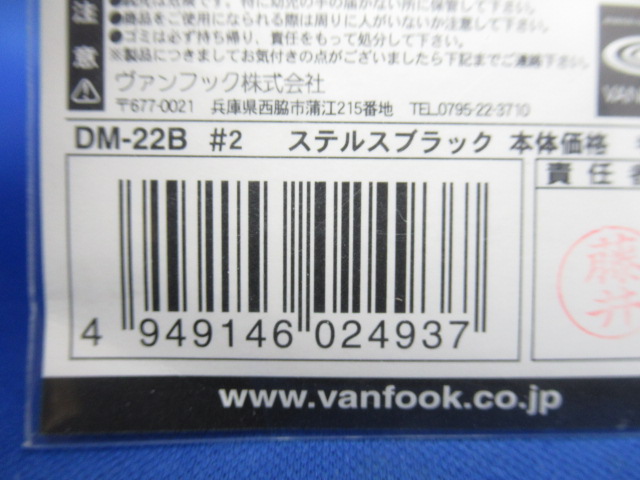 注意
●商品をご使用になられる際は周りに人がいないか注意して下さい。
●ゴミは必ず持ち帰り、責任をもって処分して下さい。
※製品につきましてお気付きの点がございましたら下記までご連絡下さい。
ヴァンフック株式会社
〒677-0021 兵庫県西脇市蒲江215番地 TEL.0795-22-3710
DM-22B #2 ステルスブラック 本体価格
責任者
藤井
4 949146 024937
www.vanfook.co.jp